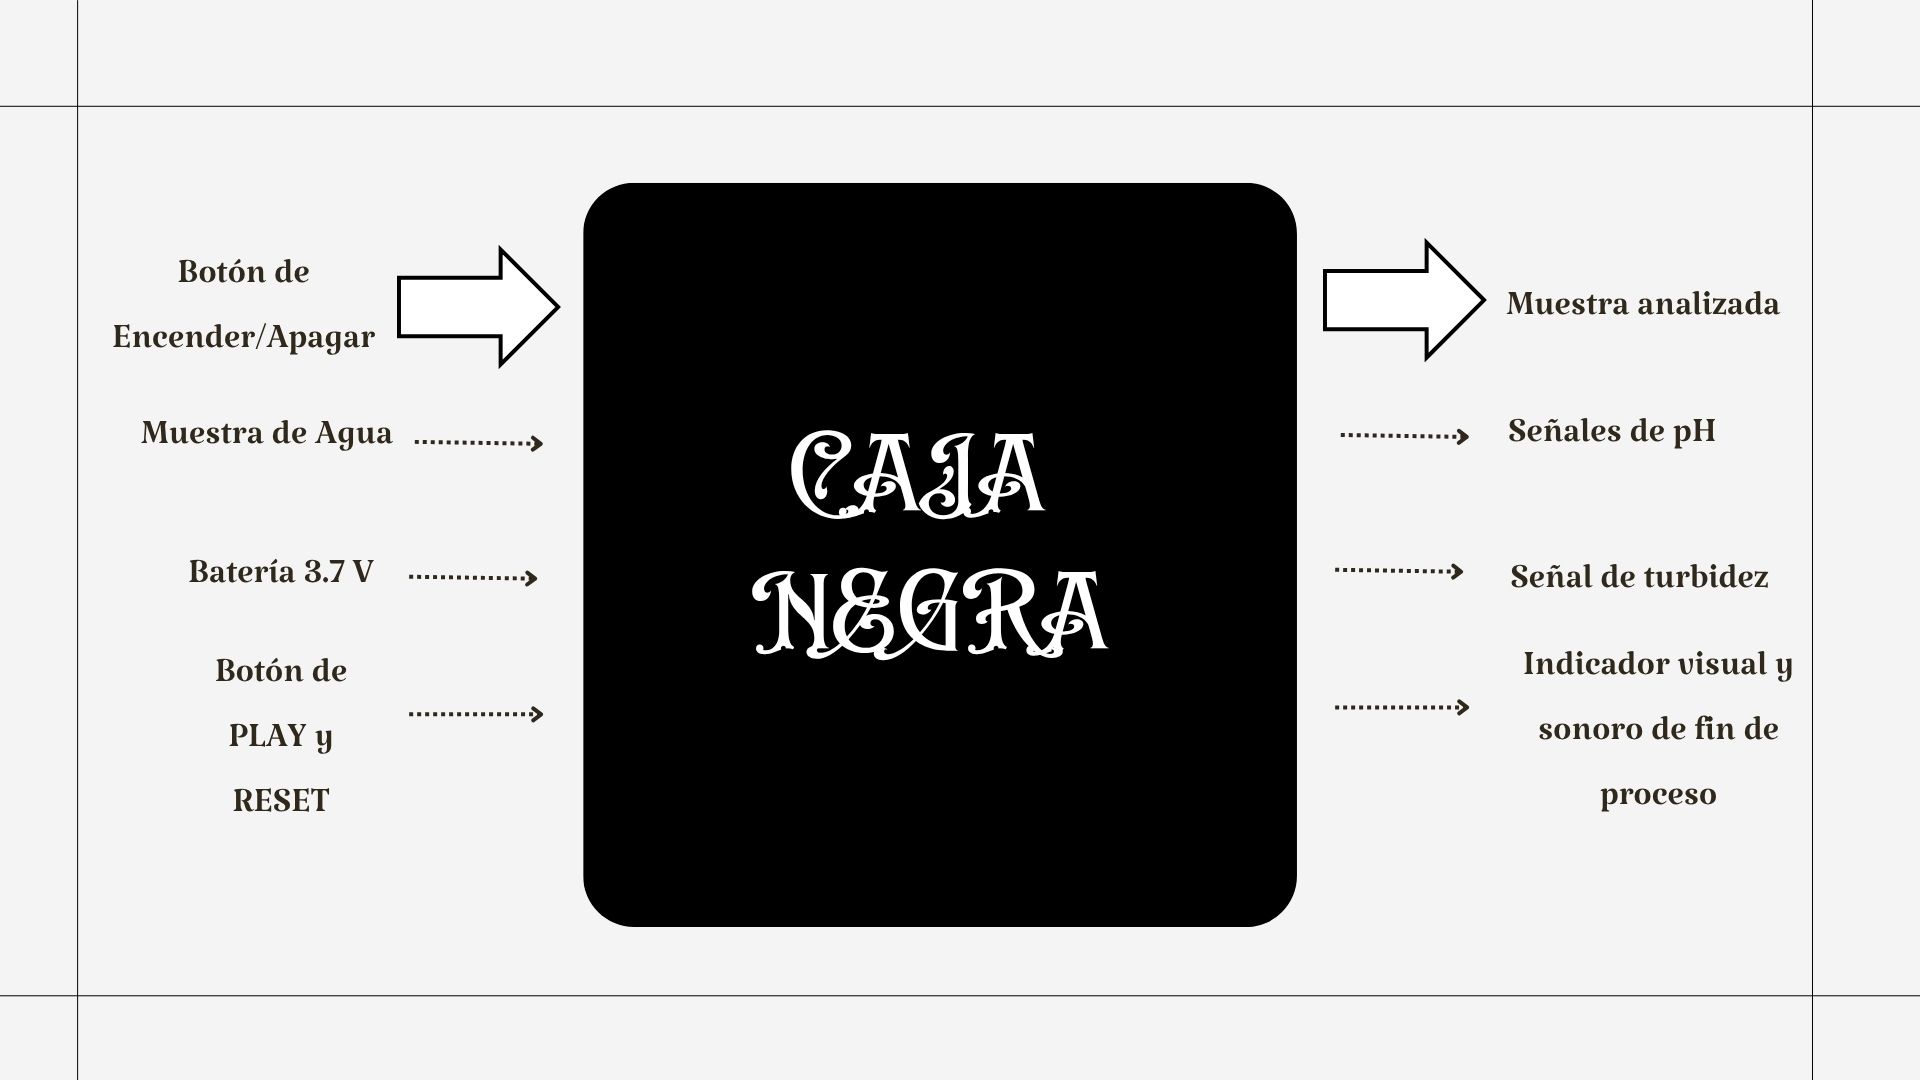 Botón de
Encender/Apagar
Muestra de Agua
Batería 3.7 V
Botón de
PLAY y
RESET
CAJA
NEGRA
Muestra analizada
Señales de pH
Señal de turbidez
Indicador visual y
sonoro de fin de
proceso